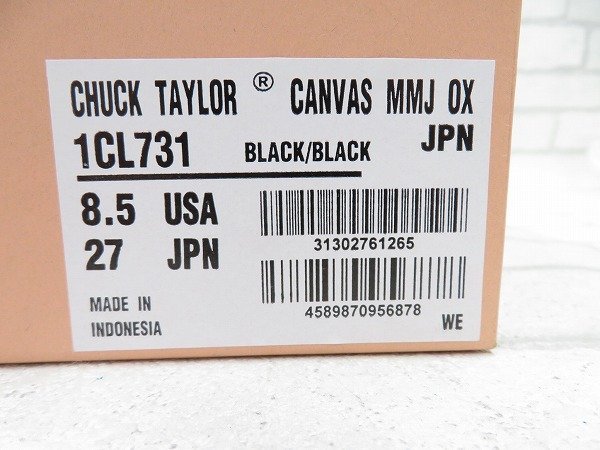 CHUCK TAYLOR ® CANVAS MMJ OX
1CL731 BLACK/BLACK JPN
8.5 USA
27 JPN
31302761265
4589870956878
MADE IN
INDONESIA
WE